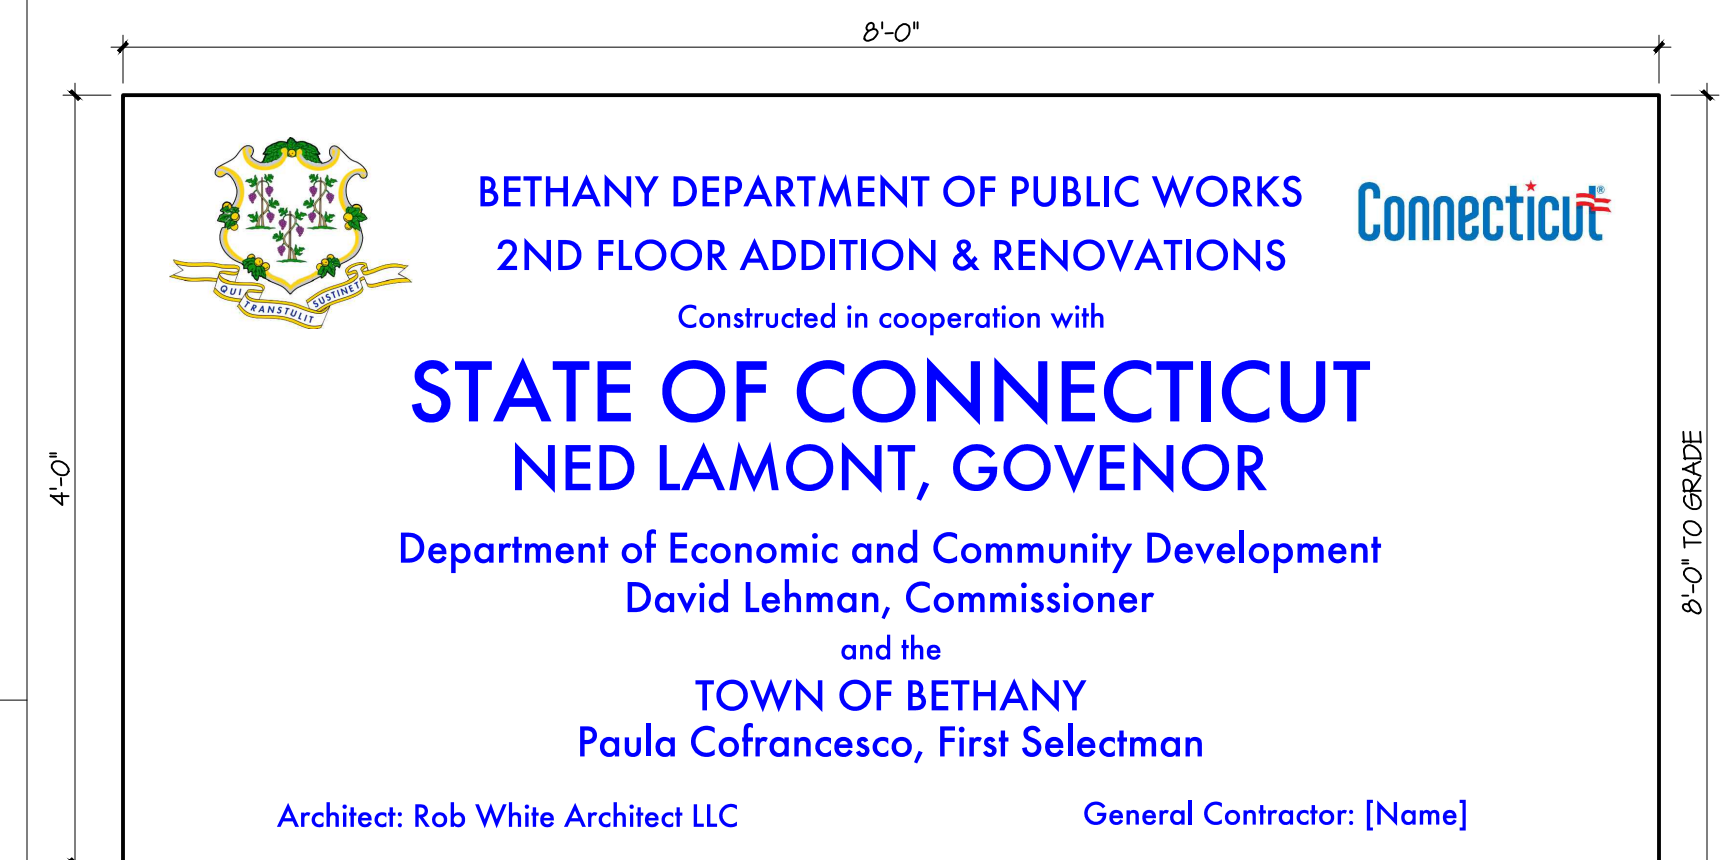 8'-0"
BETHANY DEPARTMENT OF PUBLIC WORKS
2ND FLOOR ADDITION & RENOVATIONS
Connecticut®
QUI TRANSTULIT SUSTINET
Constructed in cooperation with
STATE OF CONNECTICUT
NED LAMONT, GOVENOR
4'-0"
8'-0" TO GRADE
Department of Economic and Community Development
David Lehman, Commissioner
and the
TOWN OF BETHANY
Paula Cofrancesco, First Selectman
Architect: Rob White Architect LLC
General Contractor: [Name]